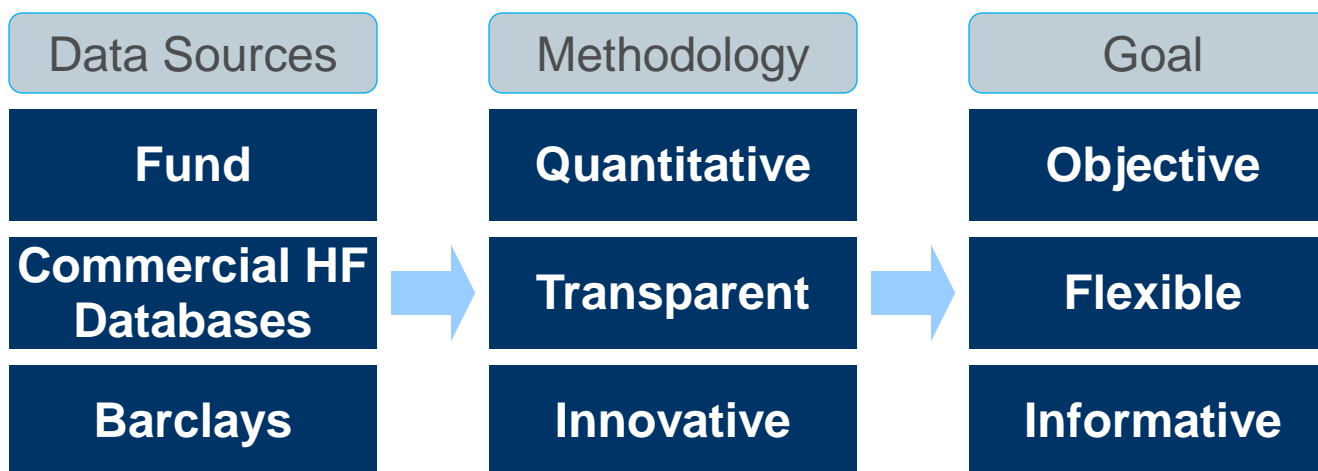 Data Sources
Methodology
Goal
Fund
Quantitative
Objective
Commercial HF
Databases
Transparent
Flexible
Barclays
Innovative
Informative